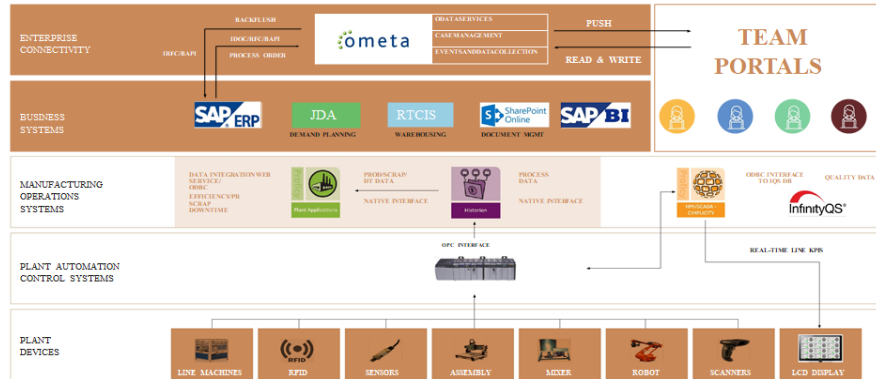 ENTERPRISE
CONNECTIVITY
BACKFLUSH
IDOC/RFC/BAPI
IRFC/BAPI
PROCESS ORDER
ometa
ODATASERVICES
CASEMANAGEMENT
EVENTSANDDATACOLLECTION
PUSH
READ & WRITE
TEAM
PORTALS
BUSINESS
SYSTEMS
SAP ERP
JDA
DEMAND PLANNING
RTCIS
WAREHOUSING
SharePoint
Online
DOCUMENT MGMT
SAP BI
MANUFACTURING
OPERATIONS
SYSTEMS
DATA INTEGRATION WEB
SERVICE/
ODBC
EFFICIENCY/PR
SCRAP
DOWNTIME
Proficy
Plant Applications
PROD/SCRAP/
DT DATA
NATIVE INTERFACE
Historian
PROCESS
DATA
NATIVE INTERFACE
Proficy
HMI/SCADA -
CIMPLICITY
ODBC INTERFACE
TO IQS DB
QUALITY DATA
InfinityQS®
PLANT AUTOMATION
CONTROL SYSTEMS
OPC INTERFACE
REAL-TIME LINE KPIS
PLANT
DEVICES
LINE MACHINES
RFID
RFID
SENSORS
ASSEMBLY
MIXER
ROBOT
SCANNERS
LCD DISPLAY